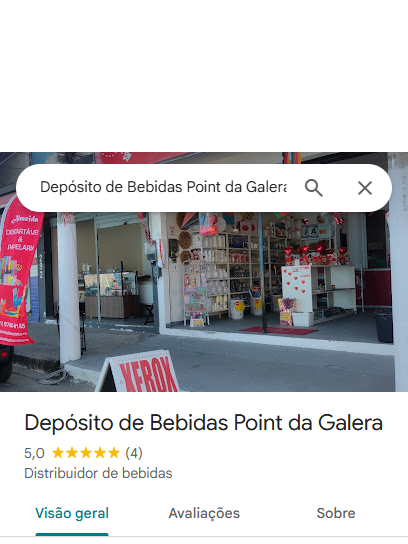 Depósito de Bebidas Point da Galera
Almeida
DESCARTÁVEIS
&
PAPELARIA
XEROX
Depósito de Bebidas Point da Galera
5,0 ★★★★★ (4)
Distribuidor de bebidas
Visão geral Avaliações Sobre